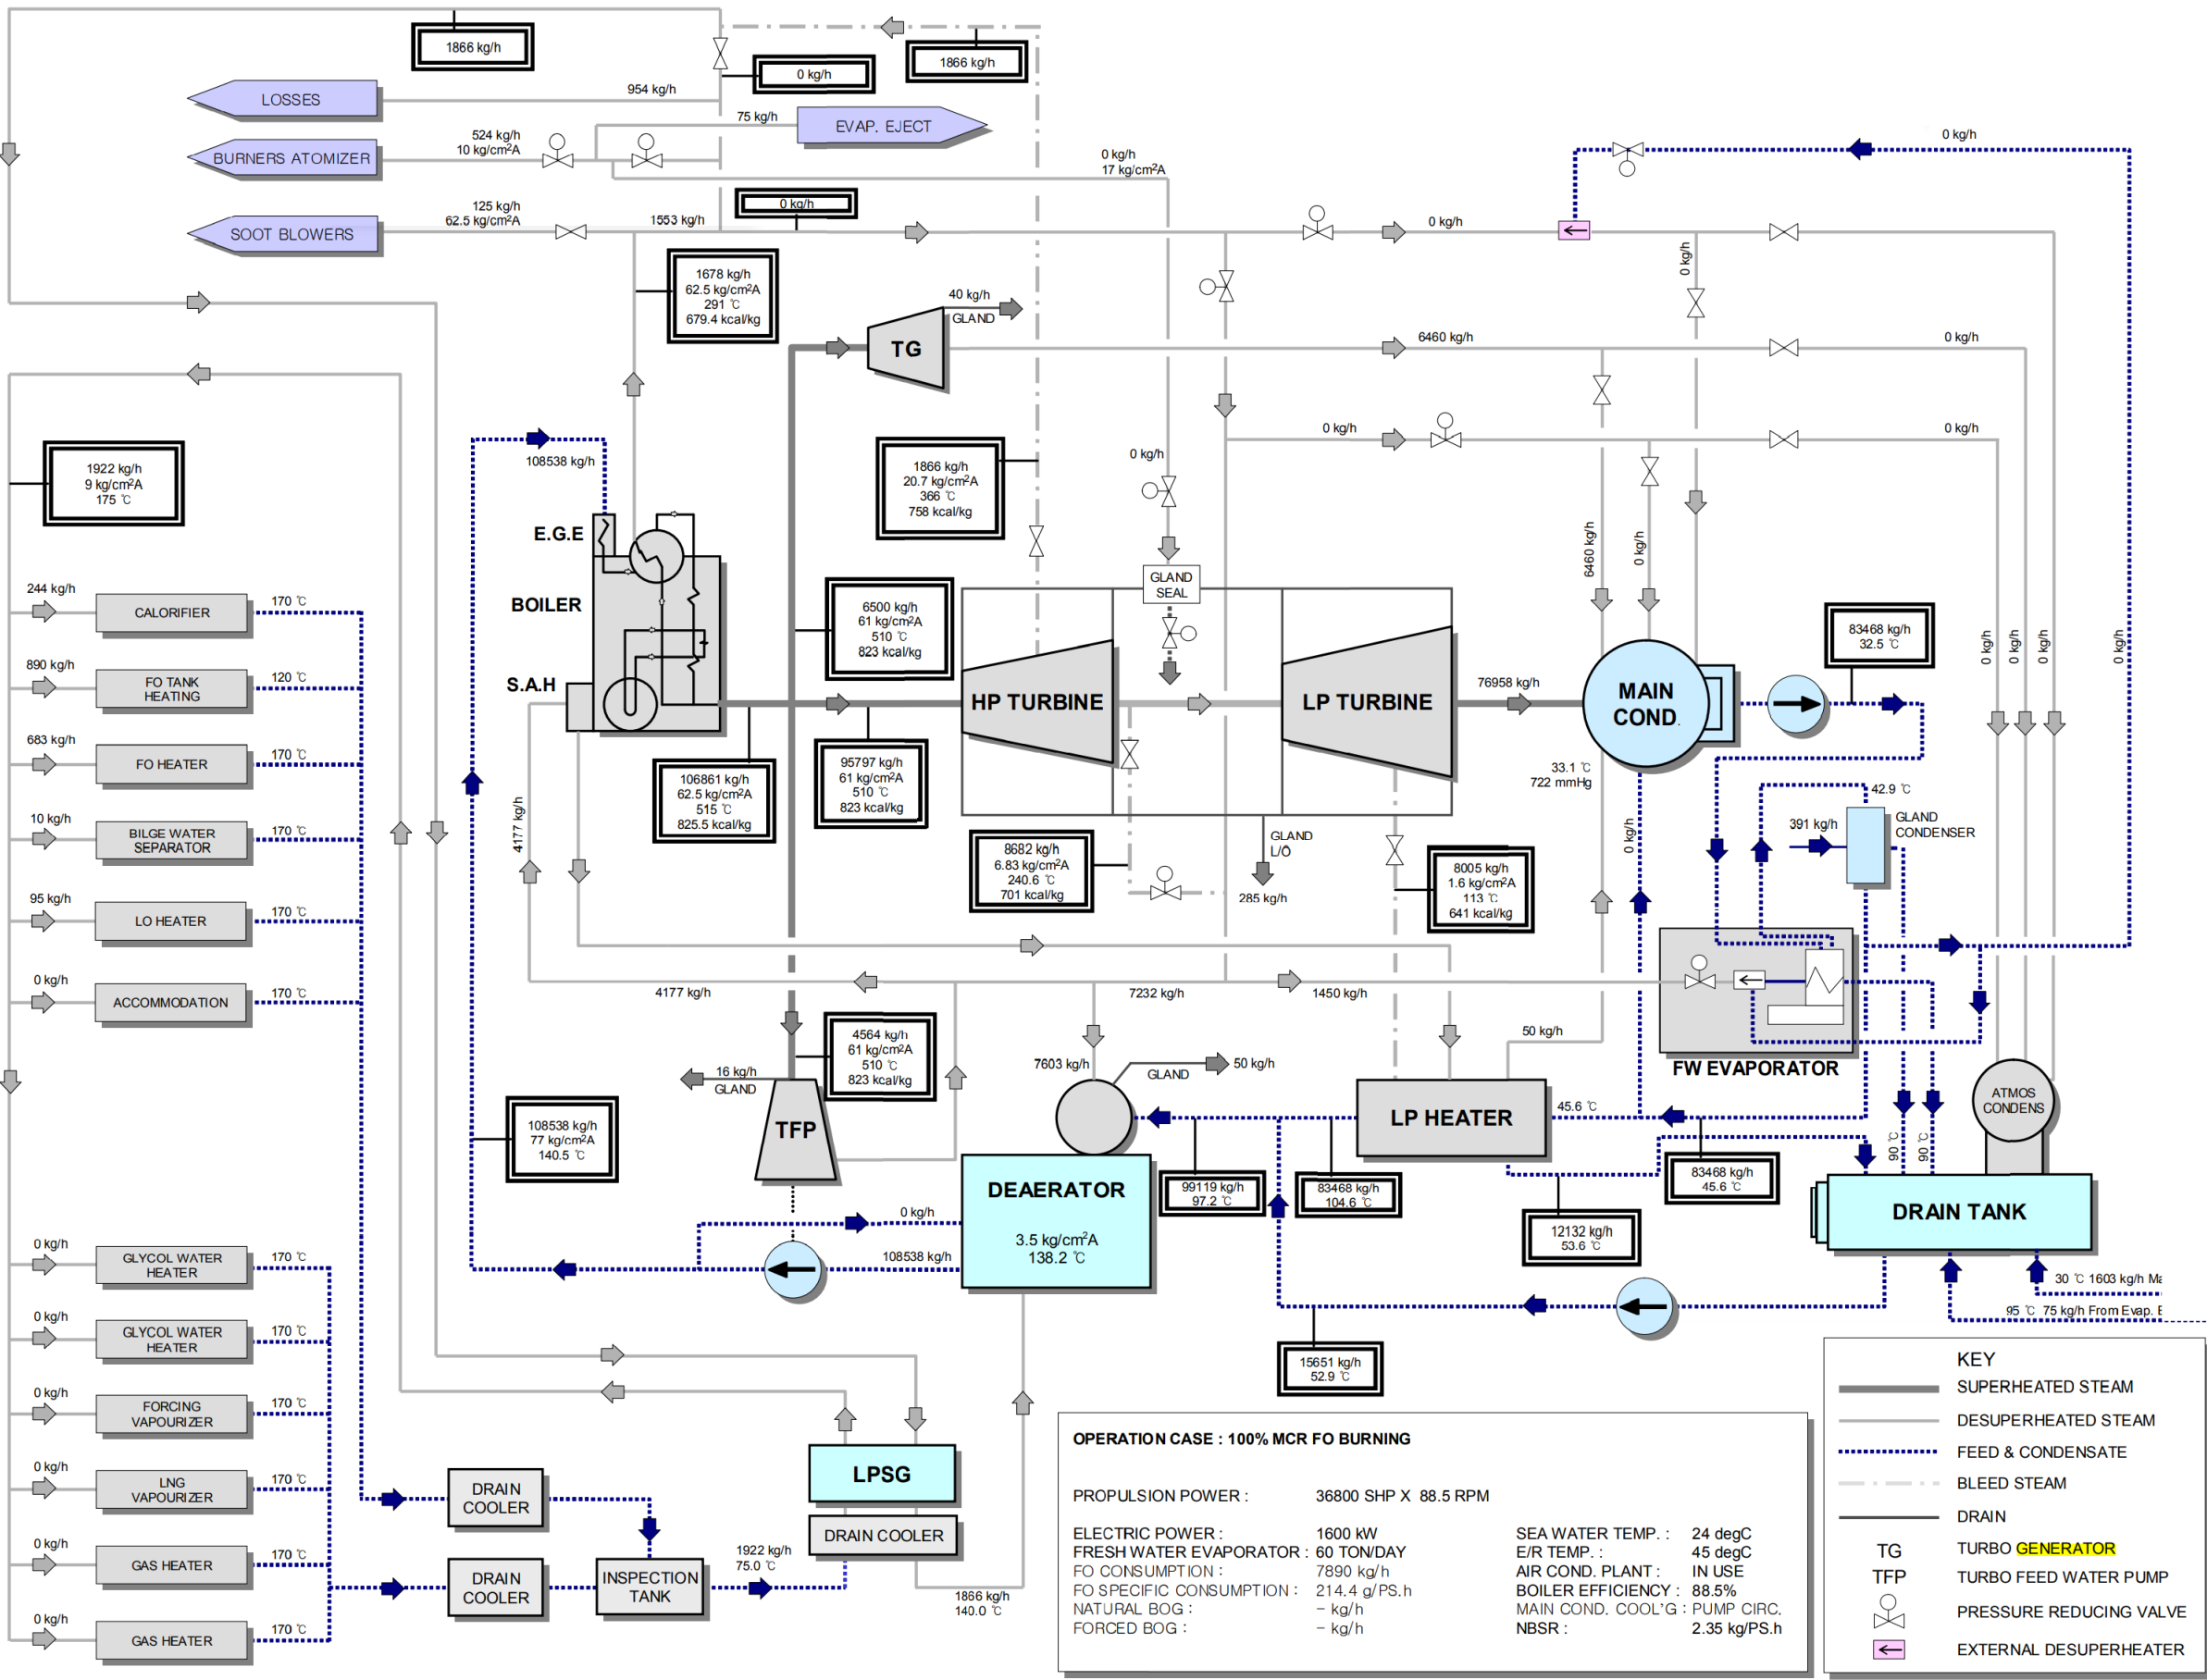 1866 kg/h
1866 kg/h
0 kg/h
LOSSES
954 kg/h
75 kg/h
EVAP. EJECT
524 kg/h
10 kg/cm²A
BURNERS ATOMIZER
0 kg/h
17 kg/cm²A
0 kg/h
125 kg/h
62.5 kg/cm²A
SOOT BLOWERS
1553 kg/h
0 kg/h
0 kg/h
0 kg/h
1678 kg/h
62.5 kg/cm²A
291 ℃
679.4 kcal/kg
40 kg/h
GLAND
TG
6460 kg/h
0 kg/h
0 kg/h
0 kg/h
108538 kg/h
1922 kg/h
9 kg/cm²A
175 ℃
1866 kg/h
20.7 kg/cm²A
366 ℃
758 kcal/kg
0 kg/h
6460 kg/h
0 kg/h
E.G.E
BOILER
S.A.H
GLAND
SEAL
6500 kg/h
61 kg/cm²A
510 ℃
823 kcal/kg
HP TURBINE
LP TURBINE
76958 kg/h
MAIN
COND.
83468 kg/h
32.5 ℃
0 kg/h
0 kg/h
0 kg/h
0 kg/h
33.1 ℃
722 mmHg
106861 kg/h
62.5 kg/cm²A
515 ℃
825.5 kcal/kg
95797 kg/h
61 kg/cm²A
510 ℃
823 kcal/kg
4177 kg/h
8682 kg/h
6.83 kg/cm²A
240.6 ℃
701 kcal/kg
GLAND
L/O
285 kg/h
8005 kg/h
1.6 kg/cm²A
113 ℃
641 kcal/kg
0 kg/h
42.9 ℃
391 kg/h
GLAND
CONDENSER
244 kg/h
CALORIFIER
170 ℃
890 kg/h
FO TANK
HEATING
120 ℃
683 kg/h
FO HEATER
170 ℃
10 kg/h
BILGE WATER
SEPARATOR
170 ℃
95 kg/h
LO HEATER
170 ℃
0 kg/h
ACCOMMODATION
170 ℃
4177 kg/h
7232 kg/h
1450 kg/h
FW EVAPORATOR
4564 kg/h
61 kg/cm²A
510 ℃
823 kcal/kg
16 kg/h
GLAND
TFP
7603 kg/h
50 kg/h
GLAND
50 kg/h
LP HEATER
45.6 ℃
ATMOS
CONDENS
90 ℃
90 ℃
108538 kg/h
77 kg/cm²A
140.5 ℃
DEAERATOR
3.5 kg/cm²A
138.2 ℃
99119 kg/h
97.2 ℃
83468 kg/h
104.6 ℃
83468 kg/h
45.6 ℃
12132 kg/h
53.6 ℃
DRAIN TANK
0 kg/h
108538 kg/h
30 ℃ 1603 kg/h
95 ℃ 75 kg/h From Evap.
15651 kg/h
52.9 ℃
0 kg/h
GLYCOL WATER
HEATER
170 ℃
0 kg/h
GLYCOL WATER
HEATER
170 ℃
0 kg/h
FORCING
VAPOURIZER
170 ℃
0 kg/h
LNG
VAPOURIZER
170 ℃
0 kg/h
GAS HEATER
170 ℃
0 kg/h
GAS HEATER
170 ℃
DRAIN
COOLER
DRAIN
COOLER
INSPECTION
TANK
1922 kg/h
75.0 ℃
LPSG
DRAIN COOLER
1866 kg/h
140.0 ℃
OPERATION CASE : 100% MCR FO BURNING
PROPULSION POWER : 36800 SHP X 88.5 RPM
ELECTRIC POWER : 1600 kW
FRESH WATER EVAPORATOR : 60 TON/DAY
FO CONSUMPTION : 7890 kg/h
FO SPECIFIC CONSUMPTION : 214.4 g/PS.h
NATURAL BOG : - kg/h
FORCED BOG : - kg/h
SEA WATER TEMP. : 24 degC
E/R TEMP. : 45 degC
AIR COND. PLANT : IN USE
BOILER EFFICIENCY : 88.5%
MAIN COND. COOL'G : PUMP CIRC.
NBSR : 2.35 kg/PS.h
KEY
SUPERHEATED STEAM
DESUPERHEATED STEAM
FEED & CONDENSATE
BLEED STEAM
DRAIN
TG TURBO GENERATOR
TFP TURBO FEED WATER PUMP
PRESSURE REDUCING VALVE
EXTERNAL DESUPERHEATER